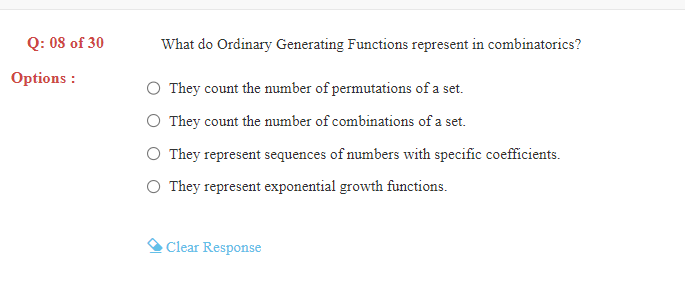 Q: 08 of 30
What do Ordinary Generating Functions represent in combinatorics?
Options :
They count the number of permutations of a set.
They count the number of combinations of a set.
They represent sequences of numbers with specific coefficients.
They represent exponential growth functions.
Clear Response